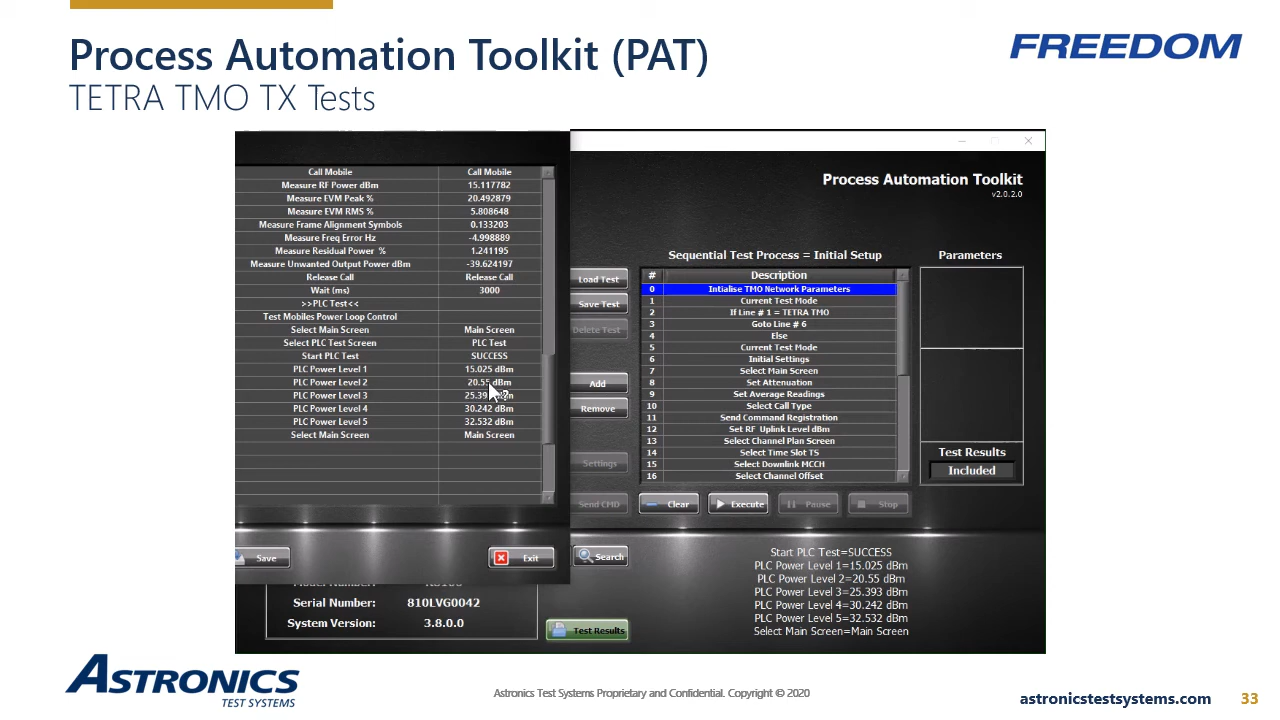 Process Automation Toolkit (PAT)
TETRA TMO TX Tests
FREEDOM
Call Mobile Call Mobile
Measure RF Power dBm 15.117782
Measure EVM Peak % 20.492879
Measure EVM RMS % 5.808648
Measure Frame Alignment Symbols 0.133203
Measure Freq Error Hz -4.998889
Measure Residual Power % 1.241195
Measure Unwanted Output Power dBm -39.624197
Release Call Release Call
Wait (ms) 3000
>>PLC Test<<
Test Mobiles Power Loop Control
Select Main Screen Main Screen
Select PLC Test Screen PLC Test
Start PLC Test SUCCESS
PLC Power Level 1 15.025 dBm
PLC Power Level 2 20.55 dBm
PLC Power Level 3
PLC Power Level 4 30.242 dBm
PLC Power Level 5 32.532 dBm
Select Main Screen Main Screen
Save
Exit
Serial Number: 810LVG0042
System Version: 3.8.0.0
Process Automation Toolkit
v2.0.2.0
Sequential Test Process = Initial Setup
Parameters
Load Test
Save Test
Delete Test
Add
Remove
Settings
Send CMD
# Description
0 Intialise TMO Network Parameters
1 Current Test Mode
2 If Line # 1 = TETRA TMO
3 Goto Line # 6
4 Else
5 Current Test Mode
6 Initial Settings
7 Select Main Screen
8 Set Attenuation
9 Set Average Readings
10 Select Call Type
11 Send Command Registration
12 Set RF Uplink Level dBm
13 Select Channel Plan Screen
14 Select Time Slot TS
15 Select Downlink MCCH
16 Select Channel Offset
Test Results
Included
Clear
Execute
Pause
Stop
Search
Test Results
Start PLC Test=SUCCESS
PLC Power Level 1=15.025 dBm
PLC Power Level 2=20.55 dBm
PLC Power Level 3=25.393 dBm
PLC Power Level 4=30.242 dBm
PLC Power Level 5=32.532 dBm
Select Main Screen=Main Screen
ASTRONICS
TEST SYSTEMS
Astronics Test Systems Proprietary and Confidential. Copyright © 2020
astronicstestsystems.com
33